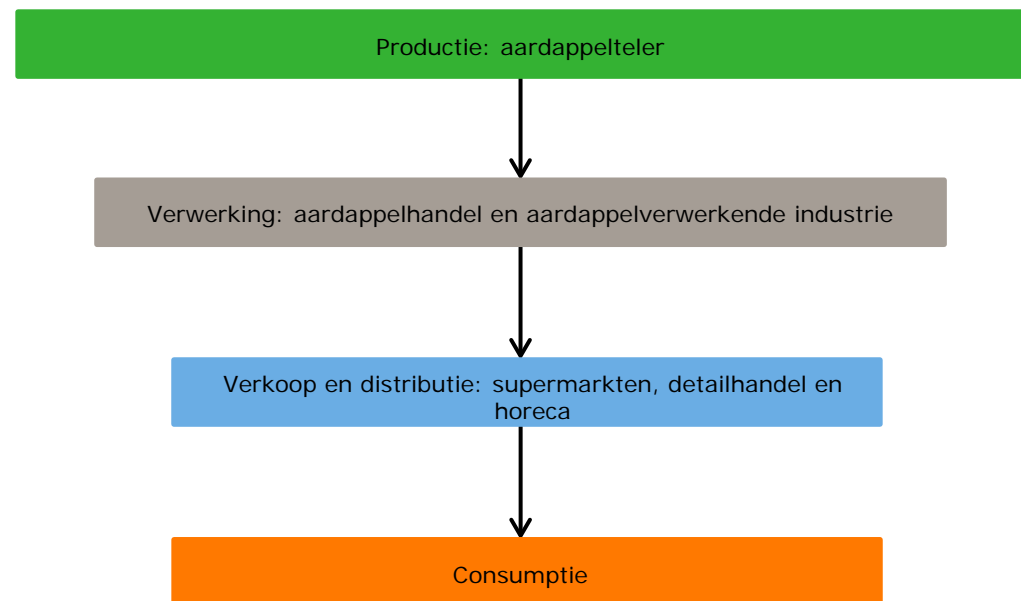 Productie: aardappelteler
Verwerking: aardappelhandel en aardappelverwerkende industrie
Verkoop en distributie: supermarkten, detailhandel en
horeca
Consumptie